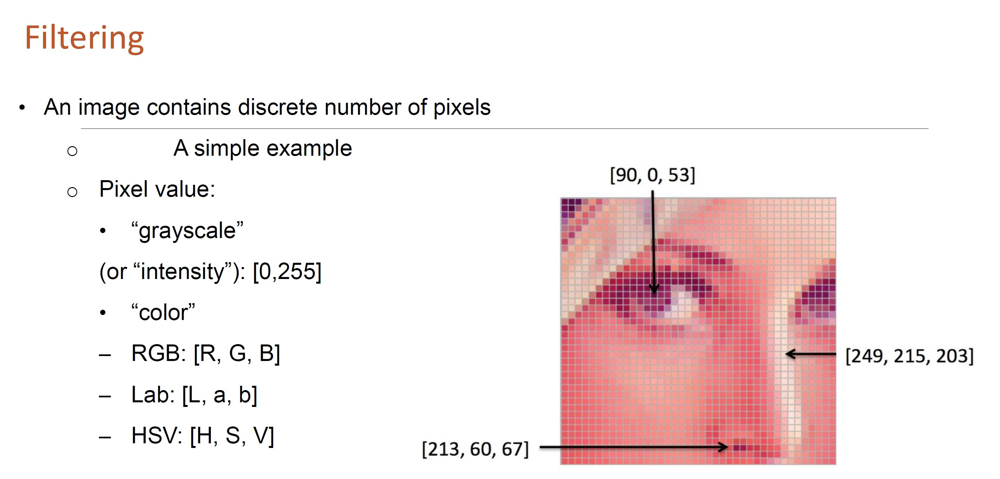 Filtering
• An image contains discrete number of pixels
○ A simple example
○ Pixel value:
• “grayscale”
(or “intensity”): [0,255]
• “color”
– RGB: [R, G, B]
– Lab: [L, a, b]
– HSV: [H, S, V]
[90, 0, 53]
[249, 215, 203]
[213, 60, 67]